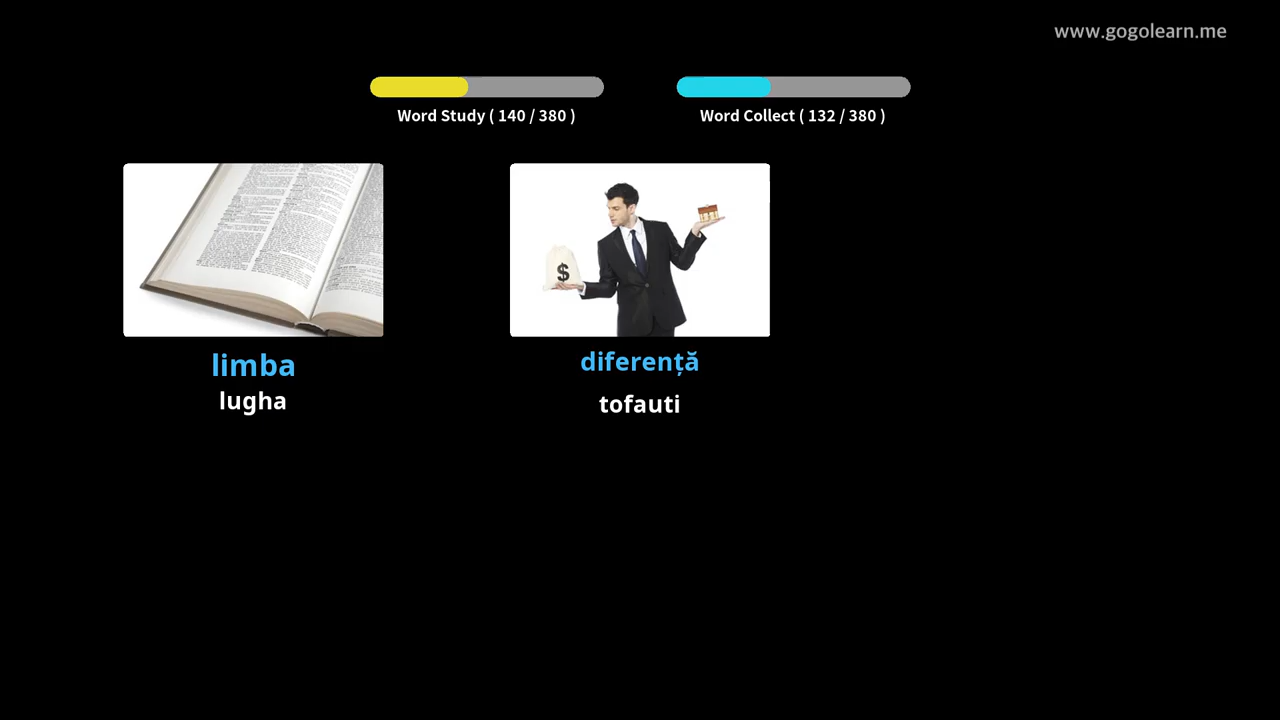 www.gogolearn.me
Word Study ( 140 / 380 )
Word Collect ( 132 / 380 )
$
limba
lugha
diferență
tofauti